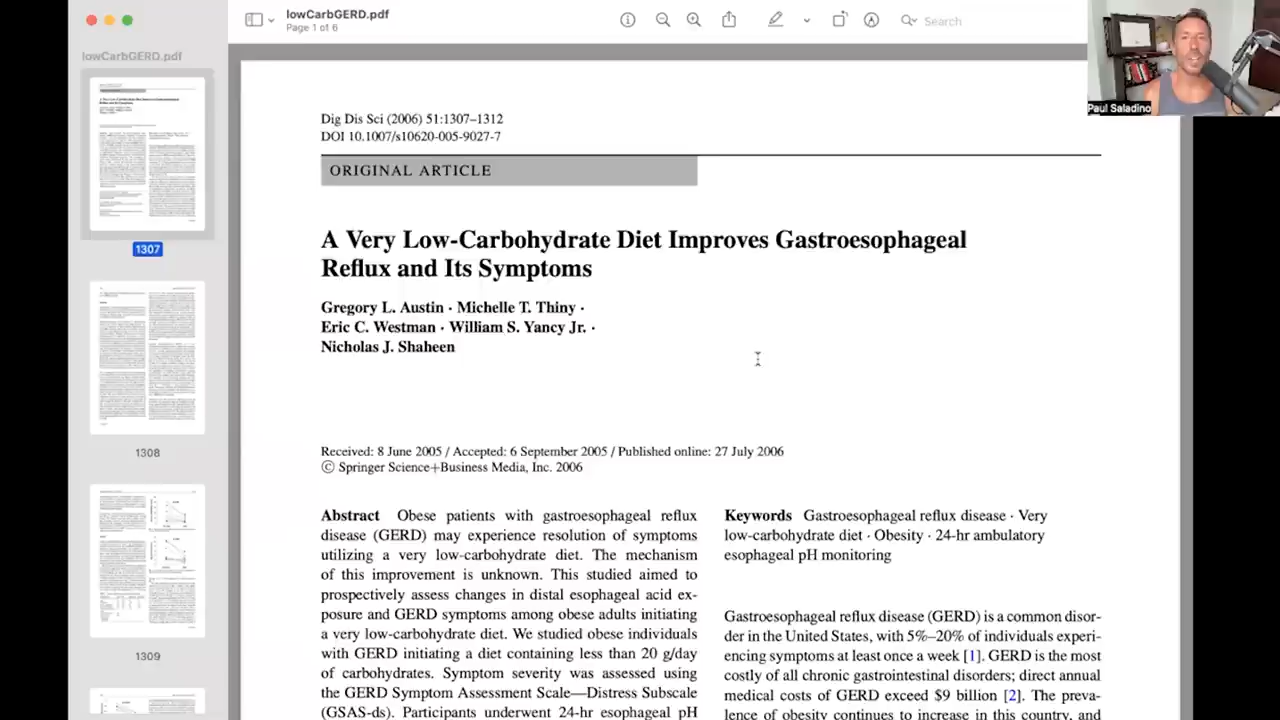 lowCarbGERD.pdf
Page 1 of 6
Search
Paul Saladino
lowCarbGERD.pdf
1307
1308
1309
Dig Dis Sci (2006) 51:1307–1312
DOI 10.1007/s10620-005-9027-7
ORIGINAL ARTICLE
A Very Low-Carbohydrate Diet Improves Gastroesophageal
Reflux and Its Symptoms
Gregory L. Austin · Michelle T. Thiny ·
Eric C. Westman · William S. Yancy Jr. ·
Nicholas J. Shaheen
Received: 8 June 2005 / Accepted: 6 September 2005 / Published online: 27 July 2006
© Springer Science+Business Media, Inc. 2006
Abstract Obese patients with gastroesophageal reflux
disease (GERD) may experience resolution of symptoms
utilizing a very low-carbohydrate diet. The mechanism
of this improvement is unknown. This studied aimed to
prospectively assess changes in distal esophageal acid ex-
posure and GERD symptoms among obese adults initiating
a very low-carbohydrate diet. We studied obese individuals
with GERD initiating a diet containing less than 20 g/day
of carbohydrates. Symptom severity was assessed using
the GERD Symptom Assessment Scale—Distress Subscale
(GSAS-ds). Participants underwent 24-hr esophageal pH
Keywords Gastroesophageal reflux disease · Very
low-carbohydrate diet · Obesity · 24-hr ambulatory
esophageal pH monitoring
Gastroesophageal reflux disease (GERD) is a common disor-
der in the United States, with 5%–20% of individuals experi-
encing symptoms at least once a week [1]. GERD is the most
costly of all chronic gastrointestinal disorders; direct annual
medical costs of GERD exceed $9 billion [2]. The preva-
lence of obesity continues to increase in this country, and